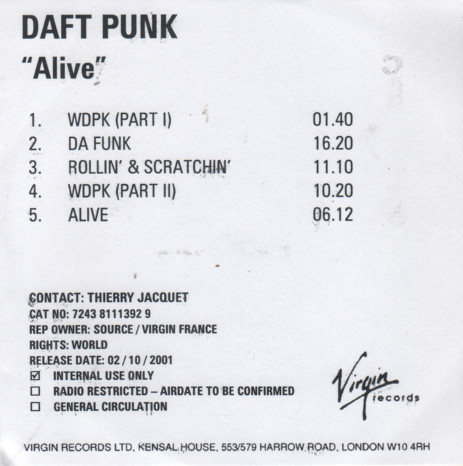 DAFT PUNK
"Alive"
1. WDPK (PART I) 01.40
2. DA FUNK 16.20
3. ROLLIN' & SCRATCHIN' 11.10
4. WDPK (PART II) 10.20
5. ALIVE 06.12
CONTACT: THIERRY JACQUET
CAT NO: 7243 8111392 9
REP OWNER: SOURCE / VIRGIN FRANCE
RIGHTS: WORLD
RELEASE DATE: 02 / 10 / 2001
☑ INTERNAL USE ONLY
☐ RADIO RESTRICTED – AIRDATE TO BE CONFIRMED
☐ GENERAL CIRCULATION
Virgin records
VIRGIN RECORDS LTD, KENSAL HOUSE, 553/579 HARROW ROAD, LONDON W10 4RH